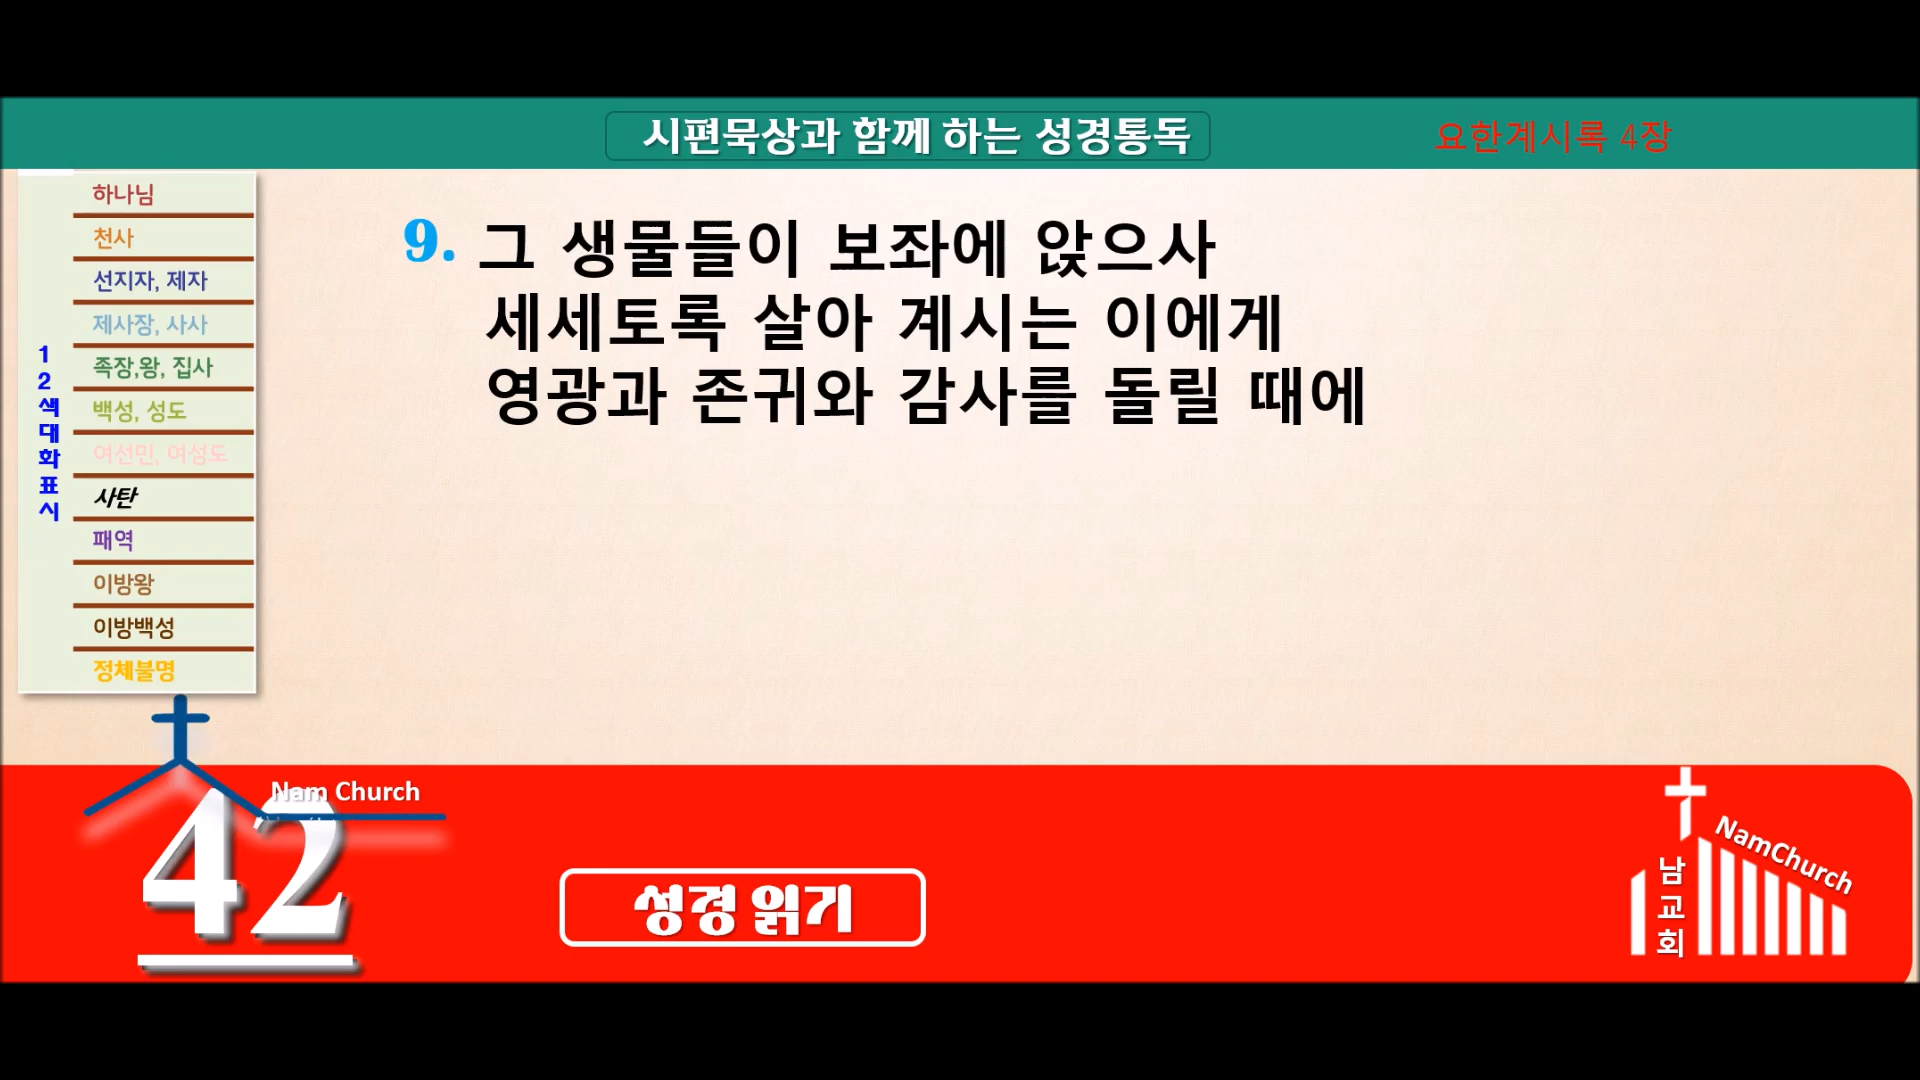 시편묵상과 함께 하는 성경통독
요한계시록 4장
12색대화표시
하나님
천사
선지자, 제자
제사장, 사사
족장,왕, 집사
백성, 성도
여선민, 여성도
사탄
패역
이방왕
이방백성
정체불명
9. 그 생물들이 보좌에 앉으사
세세토록 살아 계시는 이에게
영광과 존귀와 감사를 돌릴 때에
Nam Church
42
성경 읽기
NamChurch
남교회